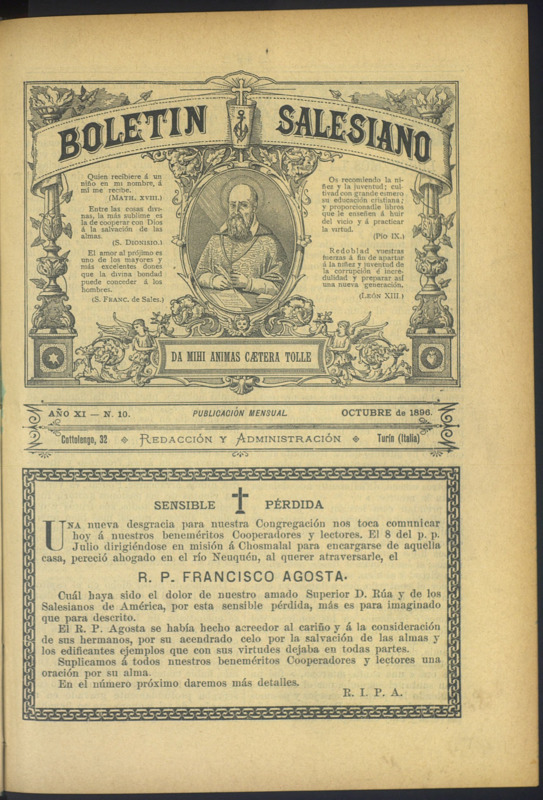 BOLETIN SALESIANO
Quien recibiere á un
niño en mi nombre, á
mi me recibe.
(MATH. XVIII.)
Entre las cosas divi-
nas, la más sublime es
la de cooperar con Dios
á la salvación de las
almas.
(S. DIONISIO.)
El amor al prójimo es
uno de los mayores y
más excelentes dones
que la divina bondad
puede conceder á los
hombres.
(S. FRANC. de Sales.)
Os recomiendo la ni-
ñez y la juventud; cul-
tivad con grande esmero
su educación cristiana;
y proporcionadle libros
que le enseñen á huir
del vicio y á practicar
la virtud.
(PÍO IX.)
Redoblad vuestras
fuerzas á fin de apartar
á la niñez y juventud de
la corrupción é incre-
dulidad y preparar así
una nueva generación.
(LEÓN XIII.)
DA MIHI ANIMAS CÆTERA TOLLE
AÑO XI — N. 10. PUBLICACIÓN MENSUAL. OCTUBRE de 1896.
Cottolengo, 32 REDACCIÓN Y ADMINISTRACIÓN Turín (Italia)
SENSIBLE PÉRDIDA
UNA nueva desgracia para nuestra Congregación nos toca comunicar
hoy á nuestros beneméritos Cooperadores y lectores. El 8 del p. p.
Julio dirigiéndose en misión á Chosmalal para encargarse de aquella
casa, pereció ahogado en el río Neuquén, al querer atravesarle, el
R. P. FRANCISCO AGOSTA.
Cuál haya sido el dolor de nuestro amado Superior D. Rúa y de los
Salesianos de América, por esta sensible pérdida, más es para imaginado
que para descrito.
El R. P. Agosta se había hecho acreedor al cariño y á la consideración
de sus hermanos, por su acendrado celo por la salvación de las almas y
los edificantes ejemplos que con sus virtudes dejaba en todas partes.
Suplicamos á todos nuestros beneméritos Cooperadores y lectores una
oración por su alma.
En el número próximo daremos más detalles.
R. I. P. A.